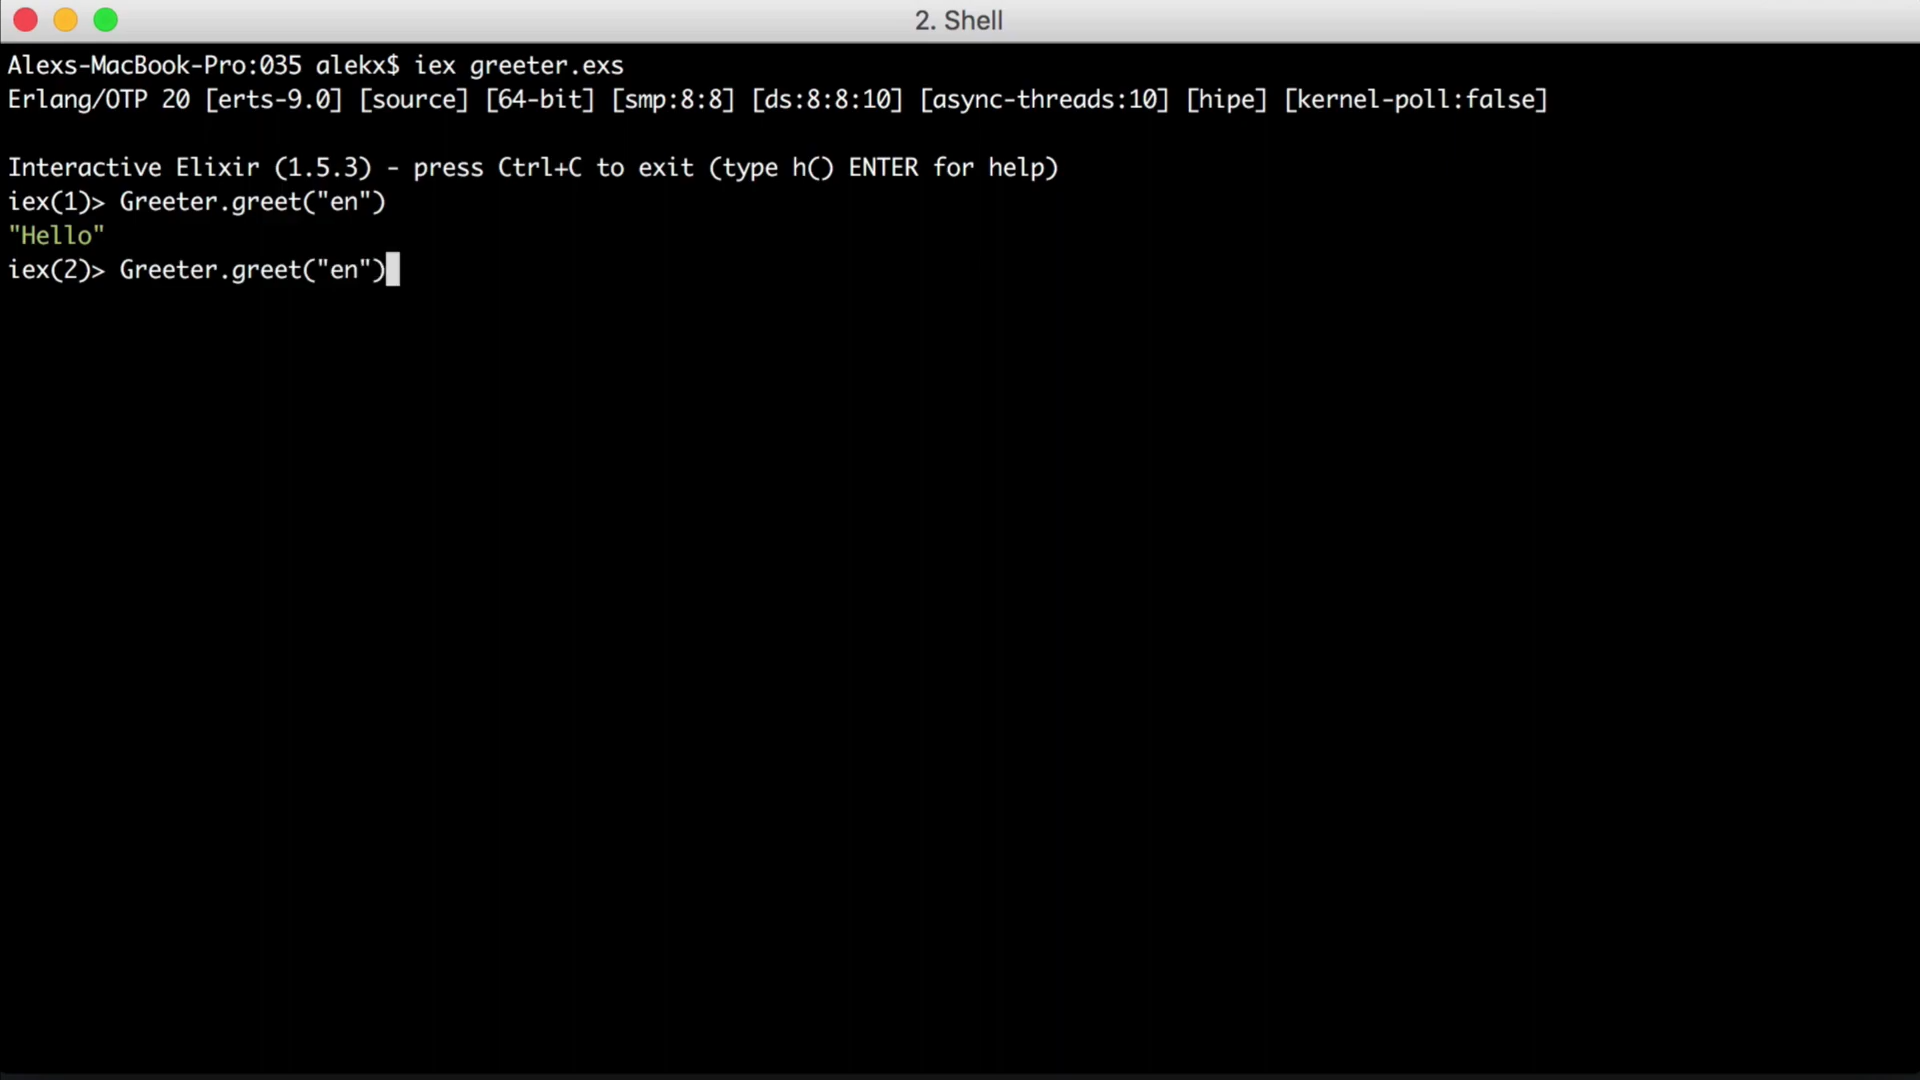 2. Shell
Alexs-MacBook-Pro:035 alekx$ iex greeter.exs
Erlang/OTP 20 [erts-9.0] [source] [64-bit] [smp:8:8] [ds:8:8:10] [async-threads:10] [hipe] [kernel-poll:false]
Interactive Elixir (1.5.3) - press Ctrl+C to exit (type h() ENTER for help)
iex(1)> Greeter.greet("en")
"Hello"
iex(2)> Greeter.greet("en")